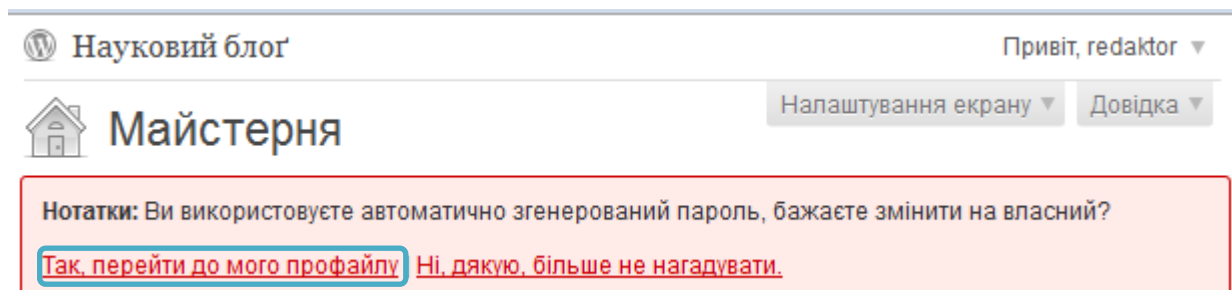 Науковий блоґ
Привіт, redaktor
Налаштування екрану
Довідка
Майстерня
Нотатки: Ви використовуєте автоматично згенерований пароль, бажаєте змінити на власний?
Так, перейти до мого профайлу Ні, дякую, більше не нагадувати.